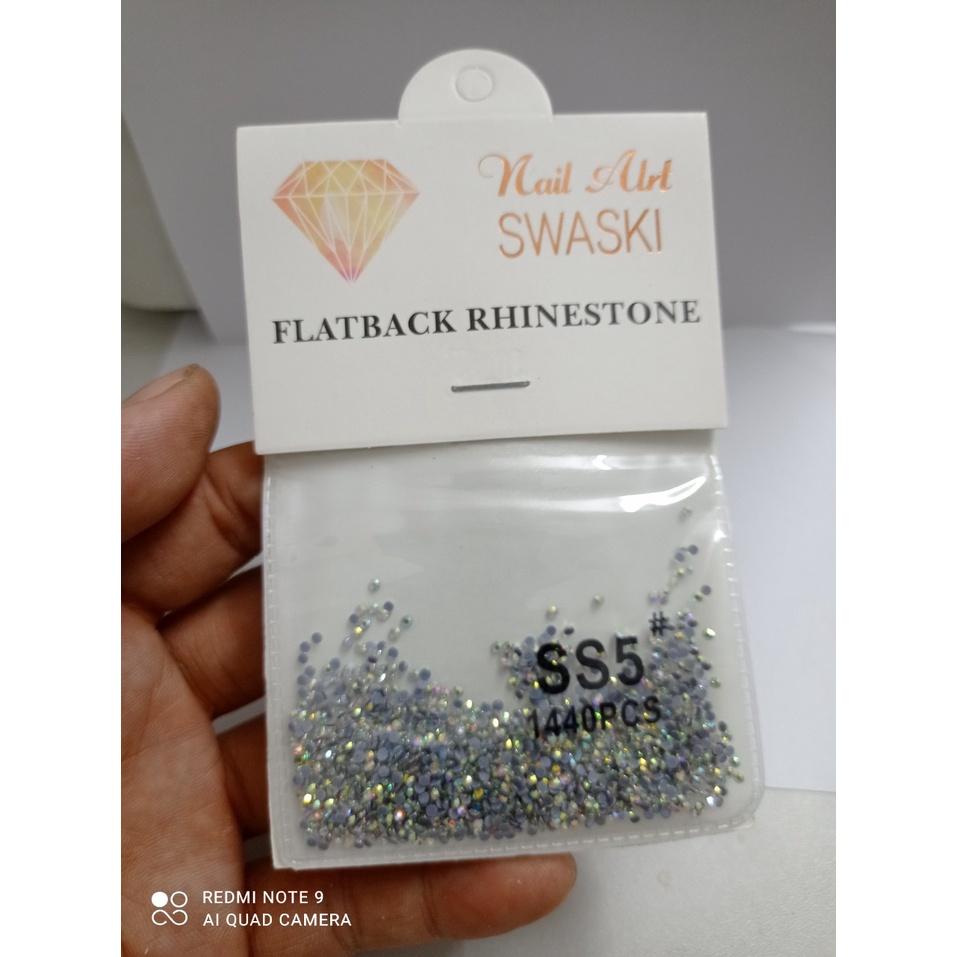 Nail Art
SWASKI
FLATBACK RHINESTONE
SS5#
1440PCS
REDMI NOTE 9
AI QUAD CAMERA